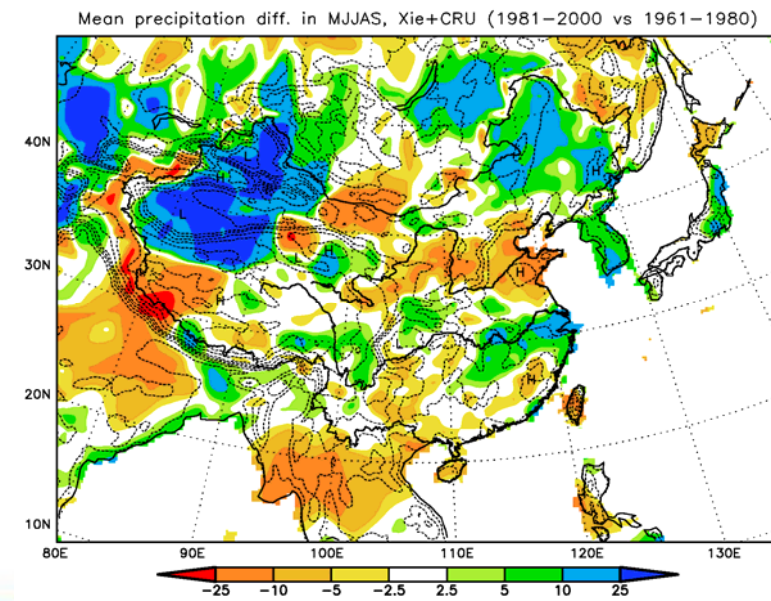 Mean precipitation diff. in MJJAS, Xie+CRU (1981−2000 vs 1961−1980)
40N
30N
20N
10N
H
L
H
L
H
H
H
H
H
80E 90E 100E 110E 120E 130E
−25 −10 −5 −2.5 2.5 5 10 25